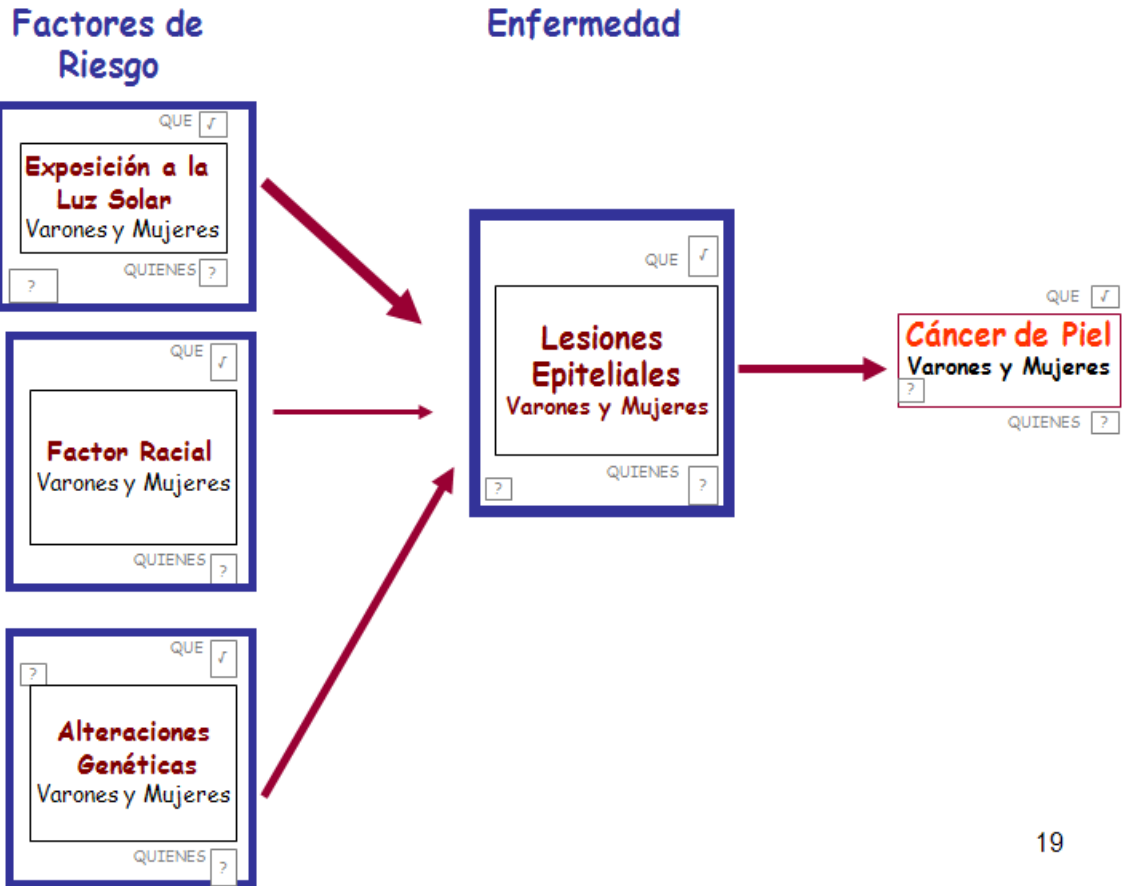 Factores de
Riesgo
Enfermedad
QUE √
Exposición a la
Luz Solar
Varones y Mujeres
QUIENES ?
?
QUE √
Factor Racial
Varones y Mujeres
QUIENES ?
QUE √
?
Alteraciones
Genéticas
Varones y Mujeres
QUIENES ?
QUE √
Lesiones
Epiteliales
Varones y Mujeres
QUIENES ?
?
QUE √
Cáncer de Piel
Varones y Mujeres
?
QUIENES ?
19